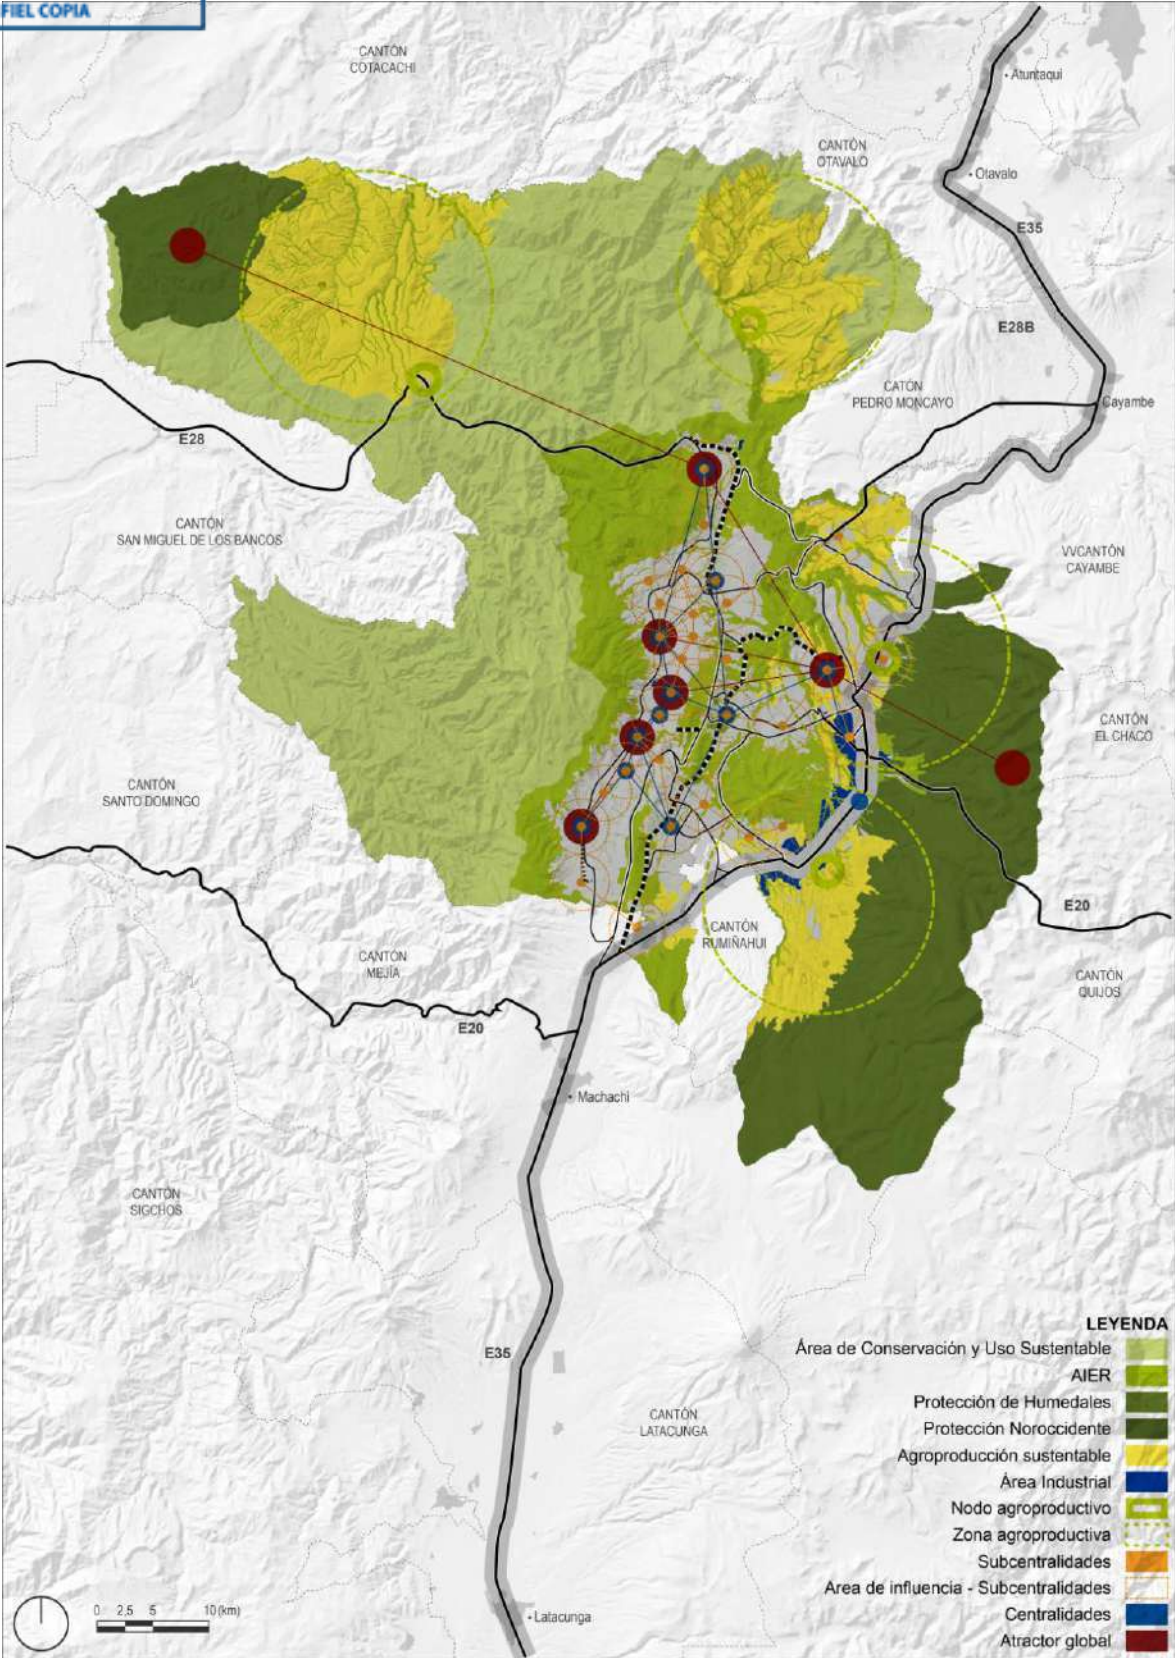 FIEL COPIA
CANTÓN
COTACACHI
Atuntaqui
CANTÓN
OTAVALO
Otavalo
E35
E28B
CATÓN
PEDRO MONCAYO
Cayambe
E28
CANTÓN
SAN MIGUEL DE LOS BANCOS
VVCANTÓN
CAYAMBE
CANTÓN
EL CHACO
CANTÓN
SANTO DOMINGO
E20
CANTÓN
RUMIÑAHUI
CANTÓN
MEJÍA
CANTÓN
QUIJOS
E20
Machachi
CANTÓN
SIGCHOS
E35
CANTÓN
LATACUNGA
Latacunga
LEYENDA
Área de Conservación y Uso Sustentable
AIER
Protección de Humedales
Protección Noroccidente
Agroproducción sustentable
Área Industrial
Nodo agroproductivo
Zona agroproductiva
Subcentralidades
Area de influencia - Subcentralidades
Centralidades
Atractor global
0 2,5 5 10 (km)